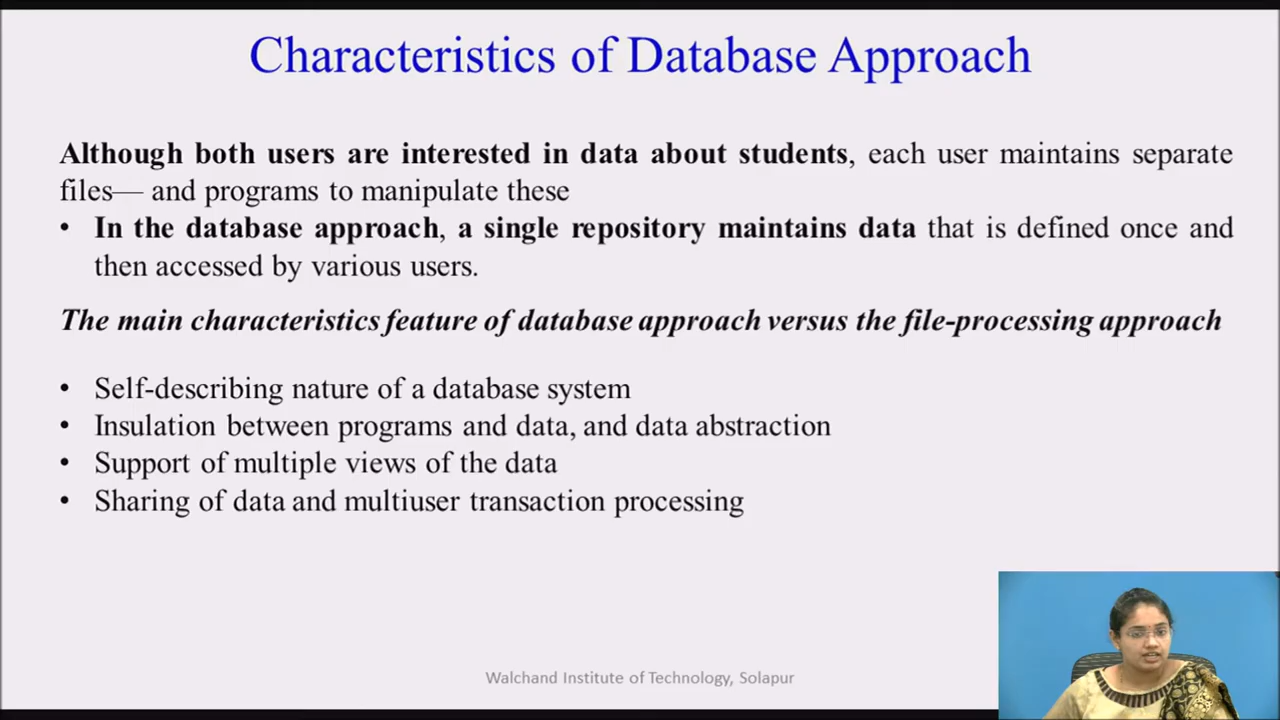 Characteristics of Database Approach
Although both users are interested in data about students, each user maintains separate
files— and programs to manipulate these
• In the database approach, a single repository maintains data that is defined once and
then accessed by various users.
The main characteristics feature of database approach versus the file-processing approach
• Self-describing nature of a database system
• Insulation between programs and data, and data abstraction
• Support of multiple views of the data
• Sharing of data and multiuser transaction processing
Walchand Institute of Technology, Solapur